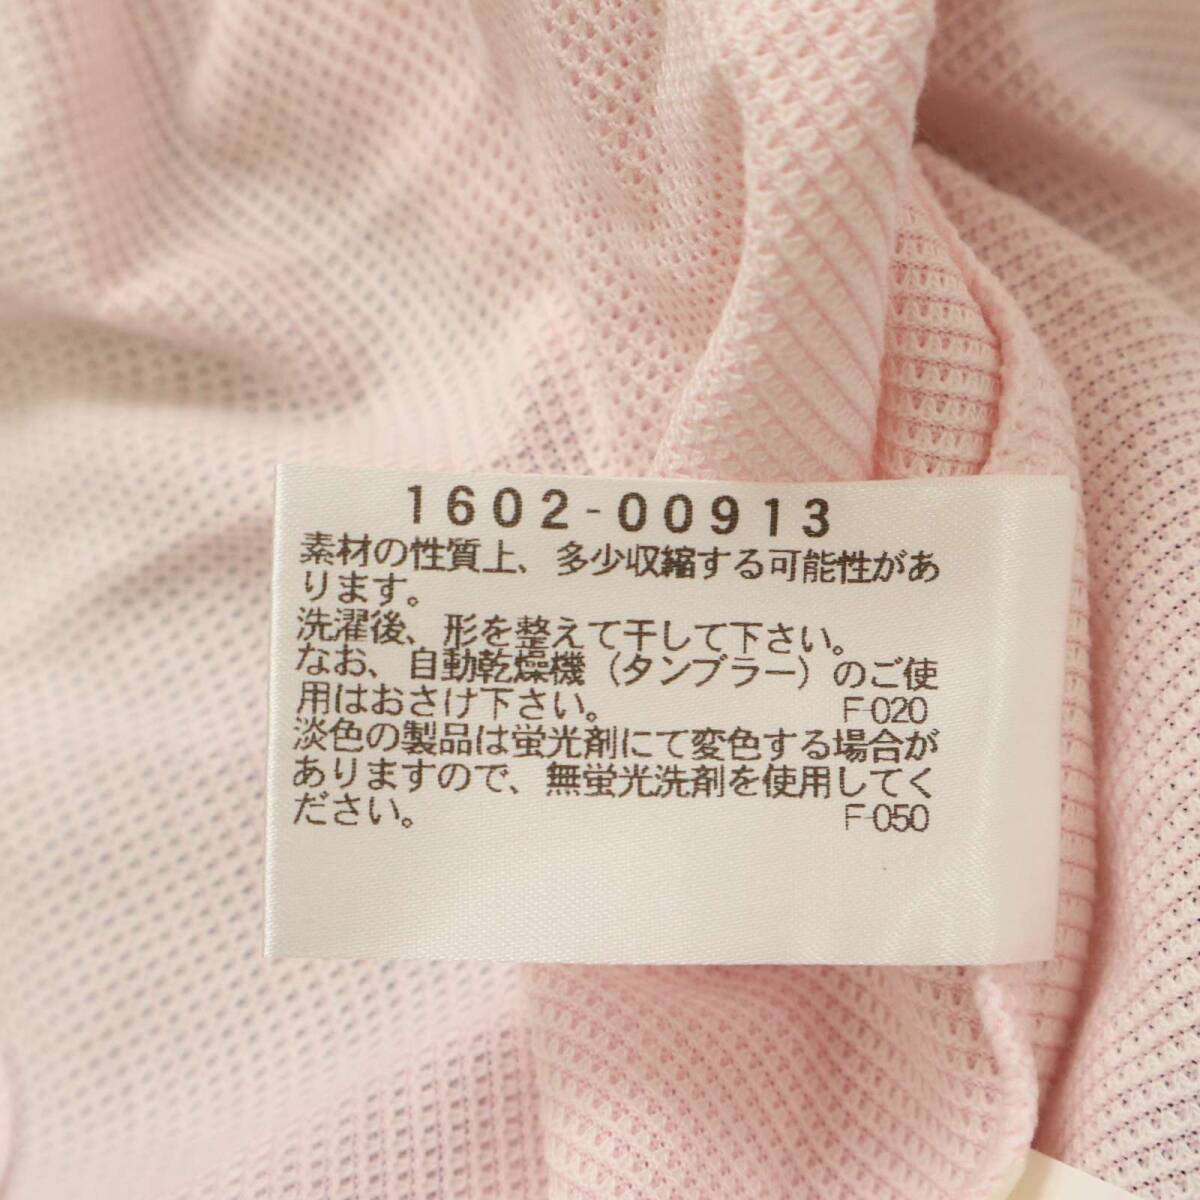 1602-00913
素材の性質上、多少収縮する可能性があ
ります。
洗濯後、形を整えて干して下さい。
なお、自動乾燥機（タンブラー）のご使
用はおさけ下さい。 F-020
淡色の製品は蛍光剤にて変色する場合が
ありますので、無蛍光洗剤を使用してく
ださい。 F-050